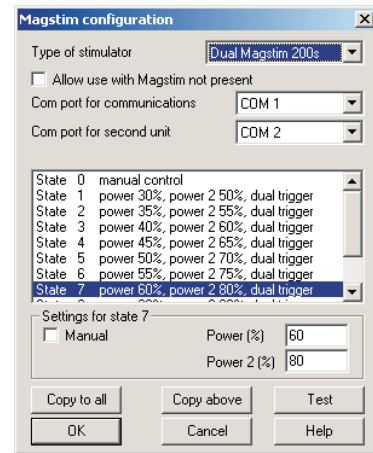 Magstim configuration
Type of stimulator Dual Magstim 200s
Allow use with Magstim not present
Com port for communications COM 1
Com port for second unit COM 2
State 0 manual control
State 1 power 30%, power 2 50%, dual trigger
State 2 power 35%, power 2 55%, dual trigger
State 3 power 40%, power 2 60%, dual trigger
State 4 power 45%, power 2 65%, dual trigger
State 5 power 50%, power 2 70%, dual trigger
State 6 power 55%, power 2 75%, dual trigger
State 7 power 60%, power 2 80%, dual trigger
Settings for state 7
Manual Power (%) 60
Power 2 (%) 80
Copy to all Copy above Test
OK Cancel Help